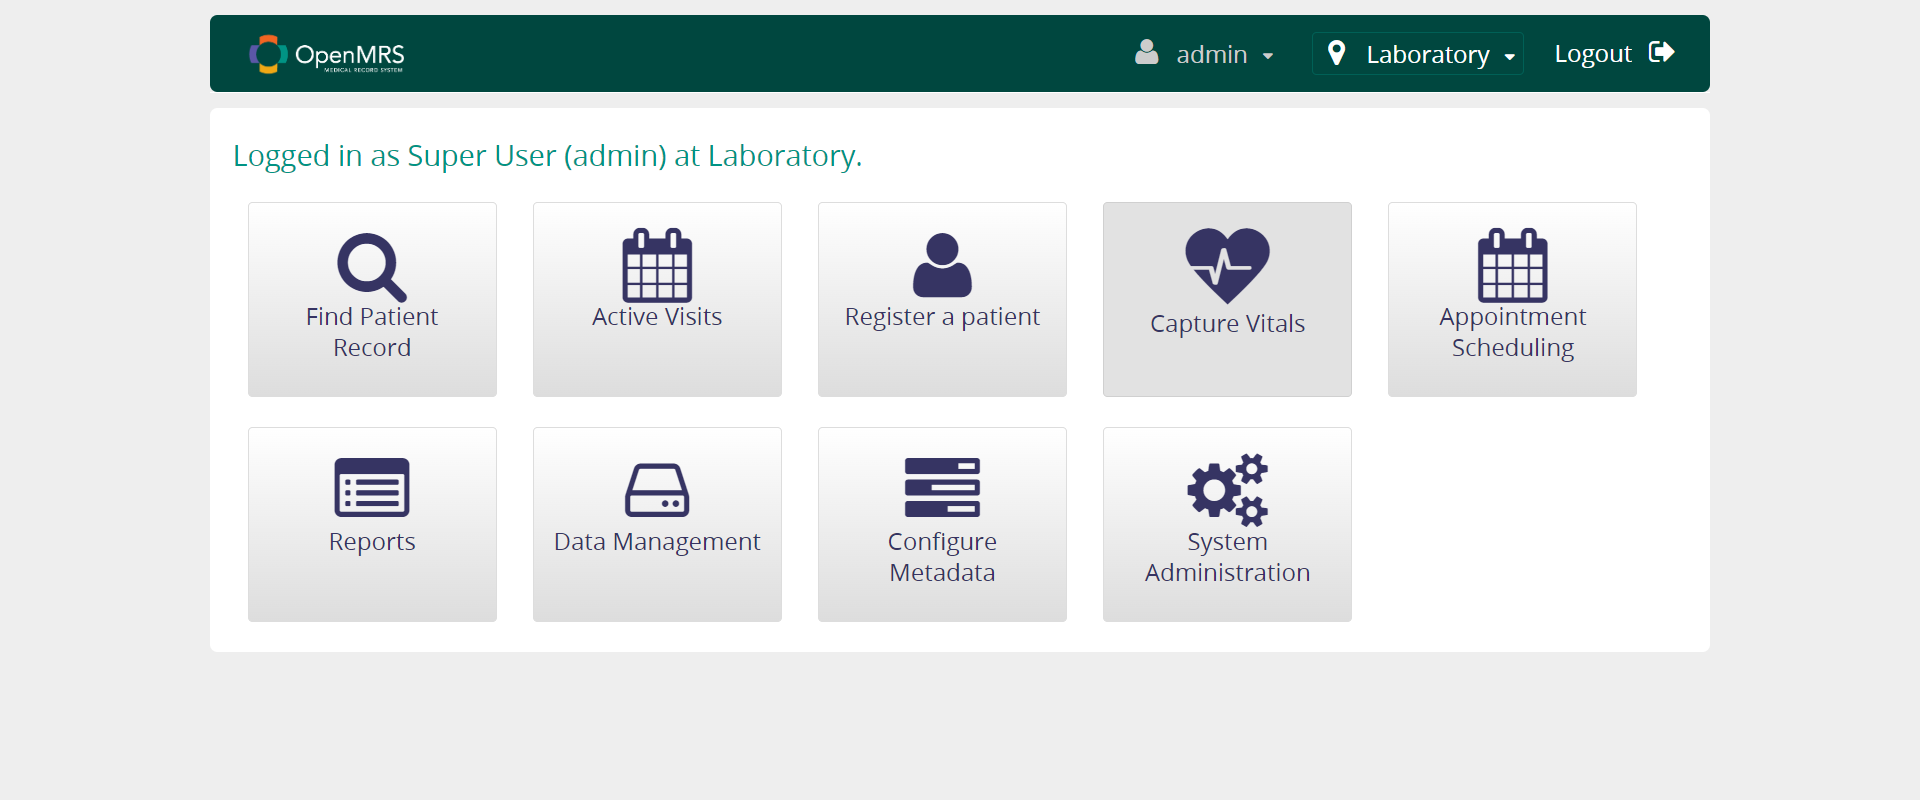 OpenMRS
MEDICAL RECORD SYSTEM
admin
Laboratory
Logout
Logged in as Super User (admin) at Laboratory.
Find Patient
Record
Active Visits
Register a patient
Capture Vitals
Appointment
Scheduling
Reports
Data Management
Configure
Metadata
System
Administration